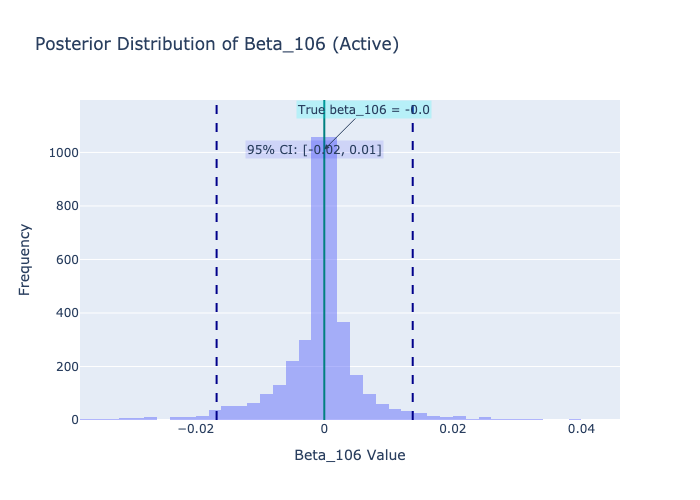 Posterior Distribution of Beta_106 (Active)
True beta_106 = -0.0
95% CI: [-0.02, 0.01]
1000
800
600
400
200
0
Frequency
−0.02
0
0.02
0.04
Beta_106 Value